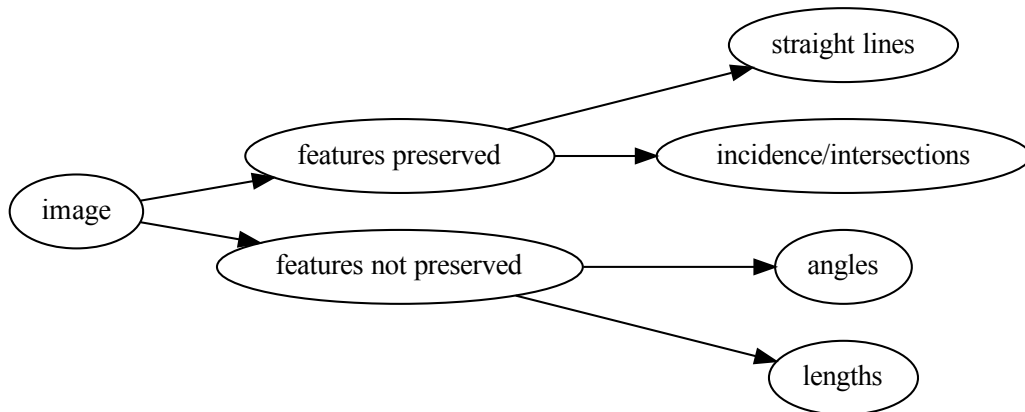 straight lines
features preserved
incidence/intersections
image
features not preserved
angles
lengths